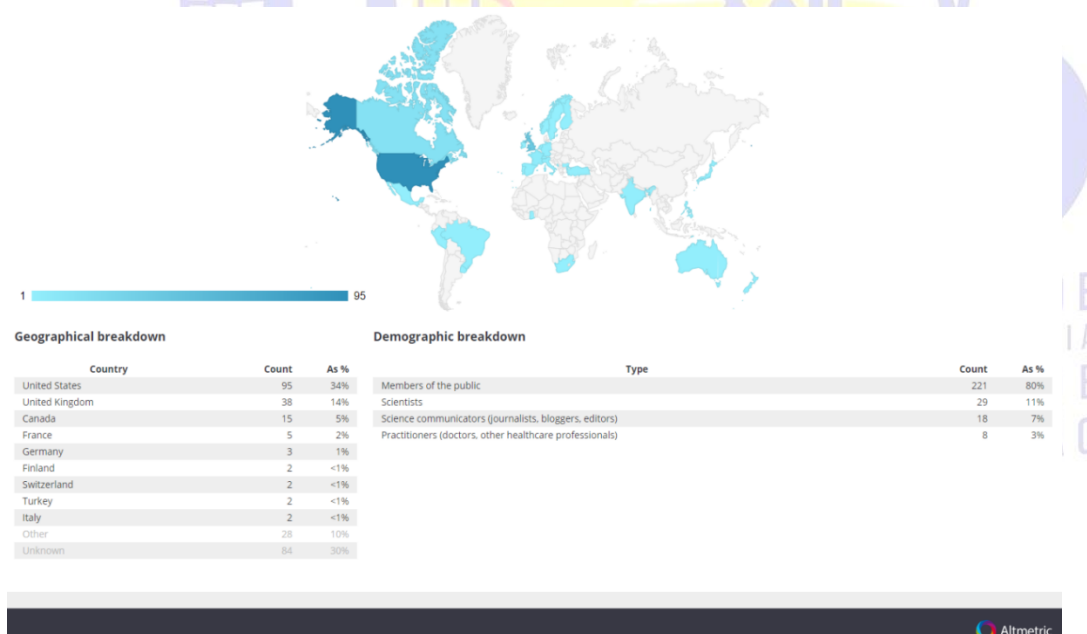 1 95
Geographical breakdown Demographic breakdown
Country Count As % Type Count As %
United States 95 34% Members of the public 221 80%
United Kingdom 38 14% Scientists 29 11%
Canada 15 5% Science communicators (journalists, bloggers, editors) 18 7%
France 5 2% Practitioners (doctors, other healthcare professionals) 8 3%
Germany 3 1%
Finland 2 <1%
Switzerland 2 <1%
Turkey 2 <1%
Italy 2 <1%
Other 28 10%
Unknown 84 30%
Altmetric